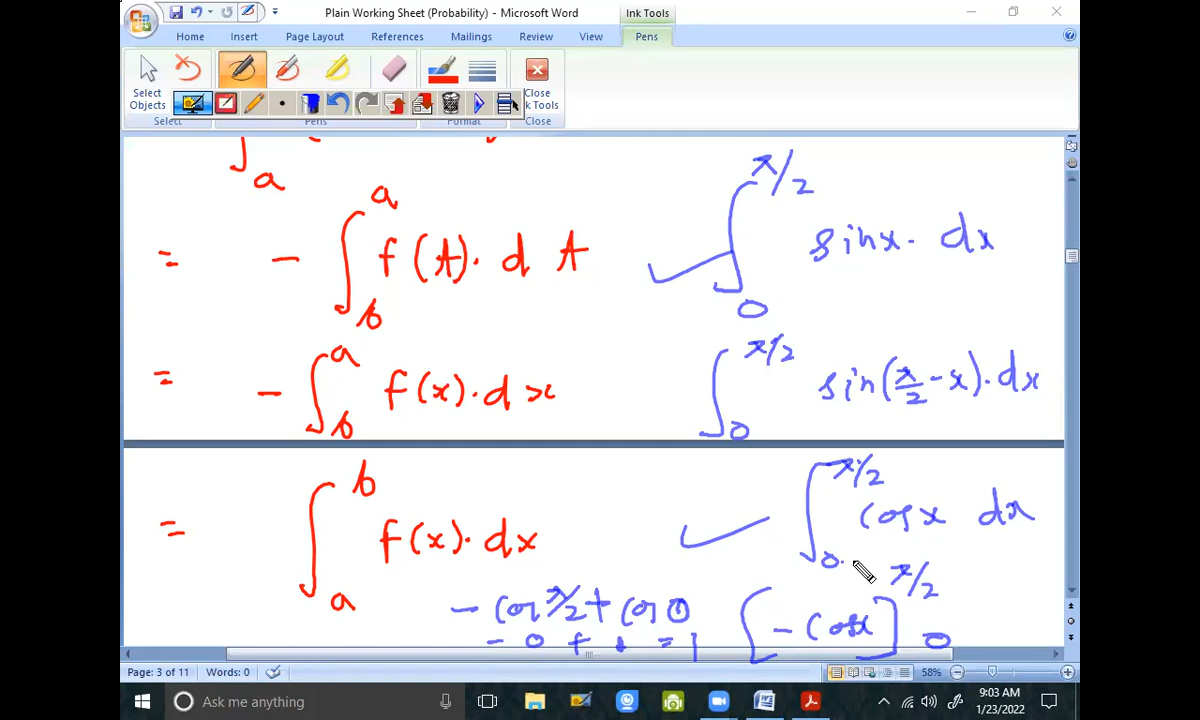 Plain Working Sheet (Probability) - Microsoft Word
Ink Tools
Home Insert Page Layout References Mailings Review View Pens
Select Objects
Close
Ink Tools
Select Pens Format Close
∫_a
= - ∫_b^a f(A). d A
= - ∫_b^a f(x). d x
= ∫_a^b f(x). dx
∫_0^π/2 sinx. dx
∫_0^π/2 sin(π/2 - x). dx
∫_0^π/2 cosx dx
[- cosx]_0^π/2
- cos π/2 + cos 0
- 0 + 1 = 1
Page: 3 of 11 Words: 0 58%
Ask me anything
9:03 AM
1/23/2022